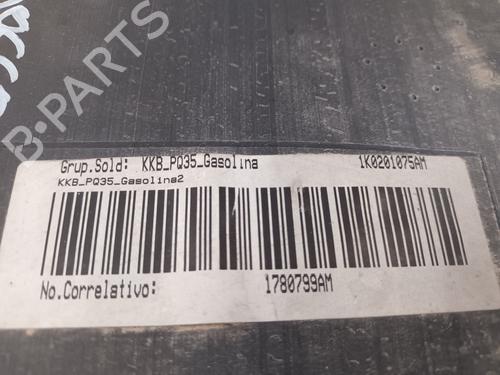 B-PARTS
Grup.Sold: KKB_PQ35_Gasolina 1K0201075AM
KKB_PQ35_Gasolina2
No.Correlativo: 1780799AM